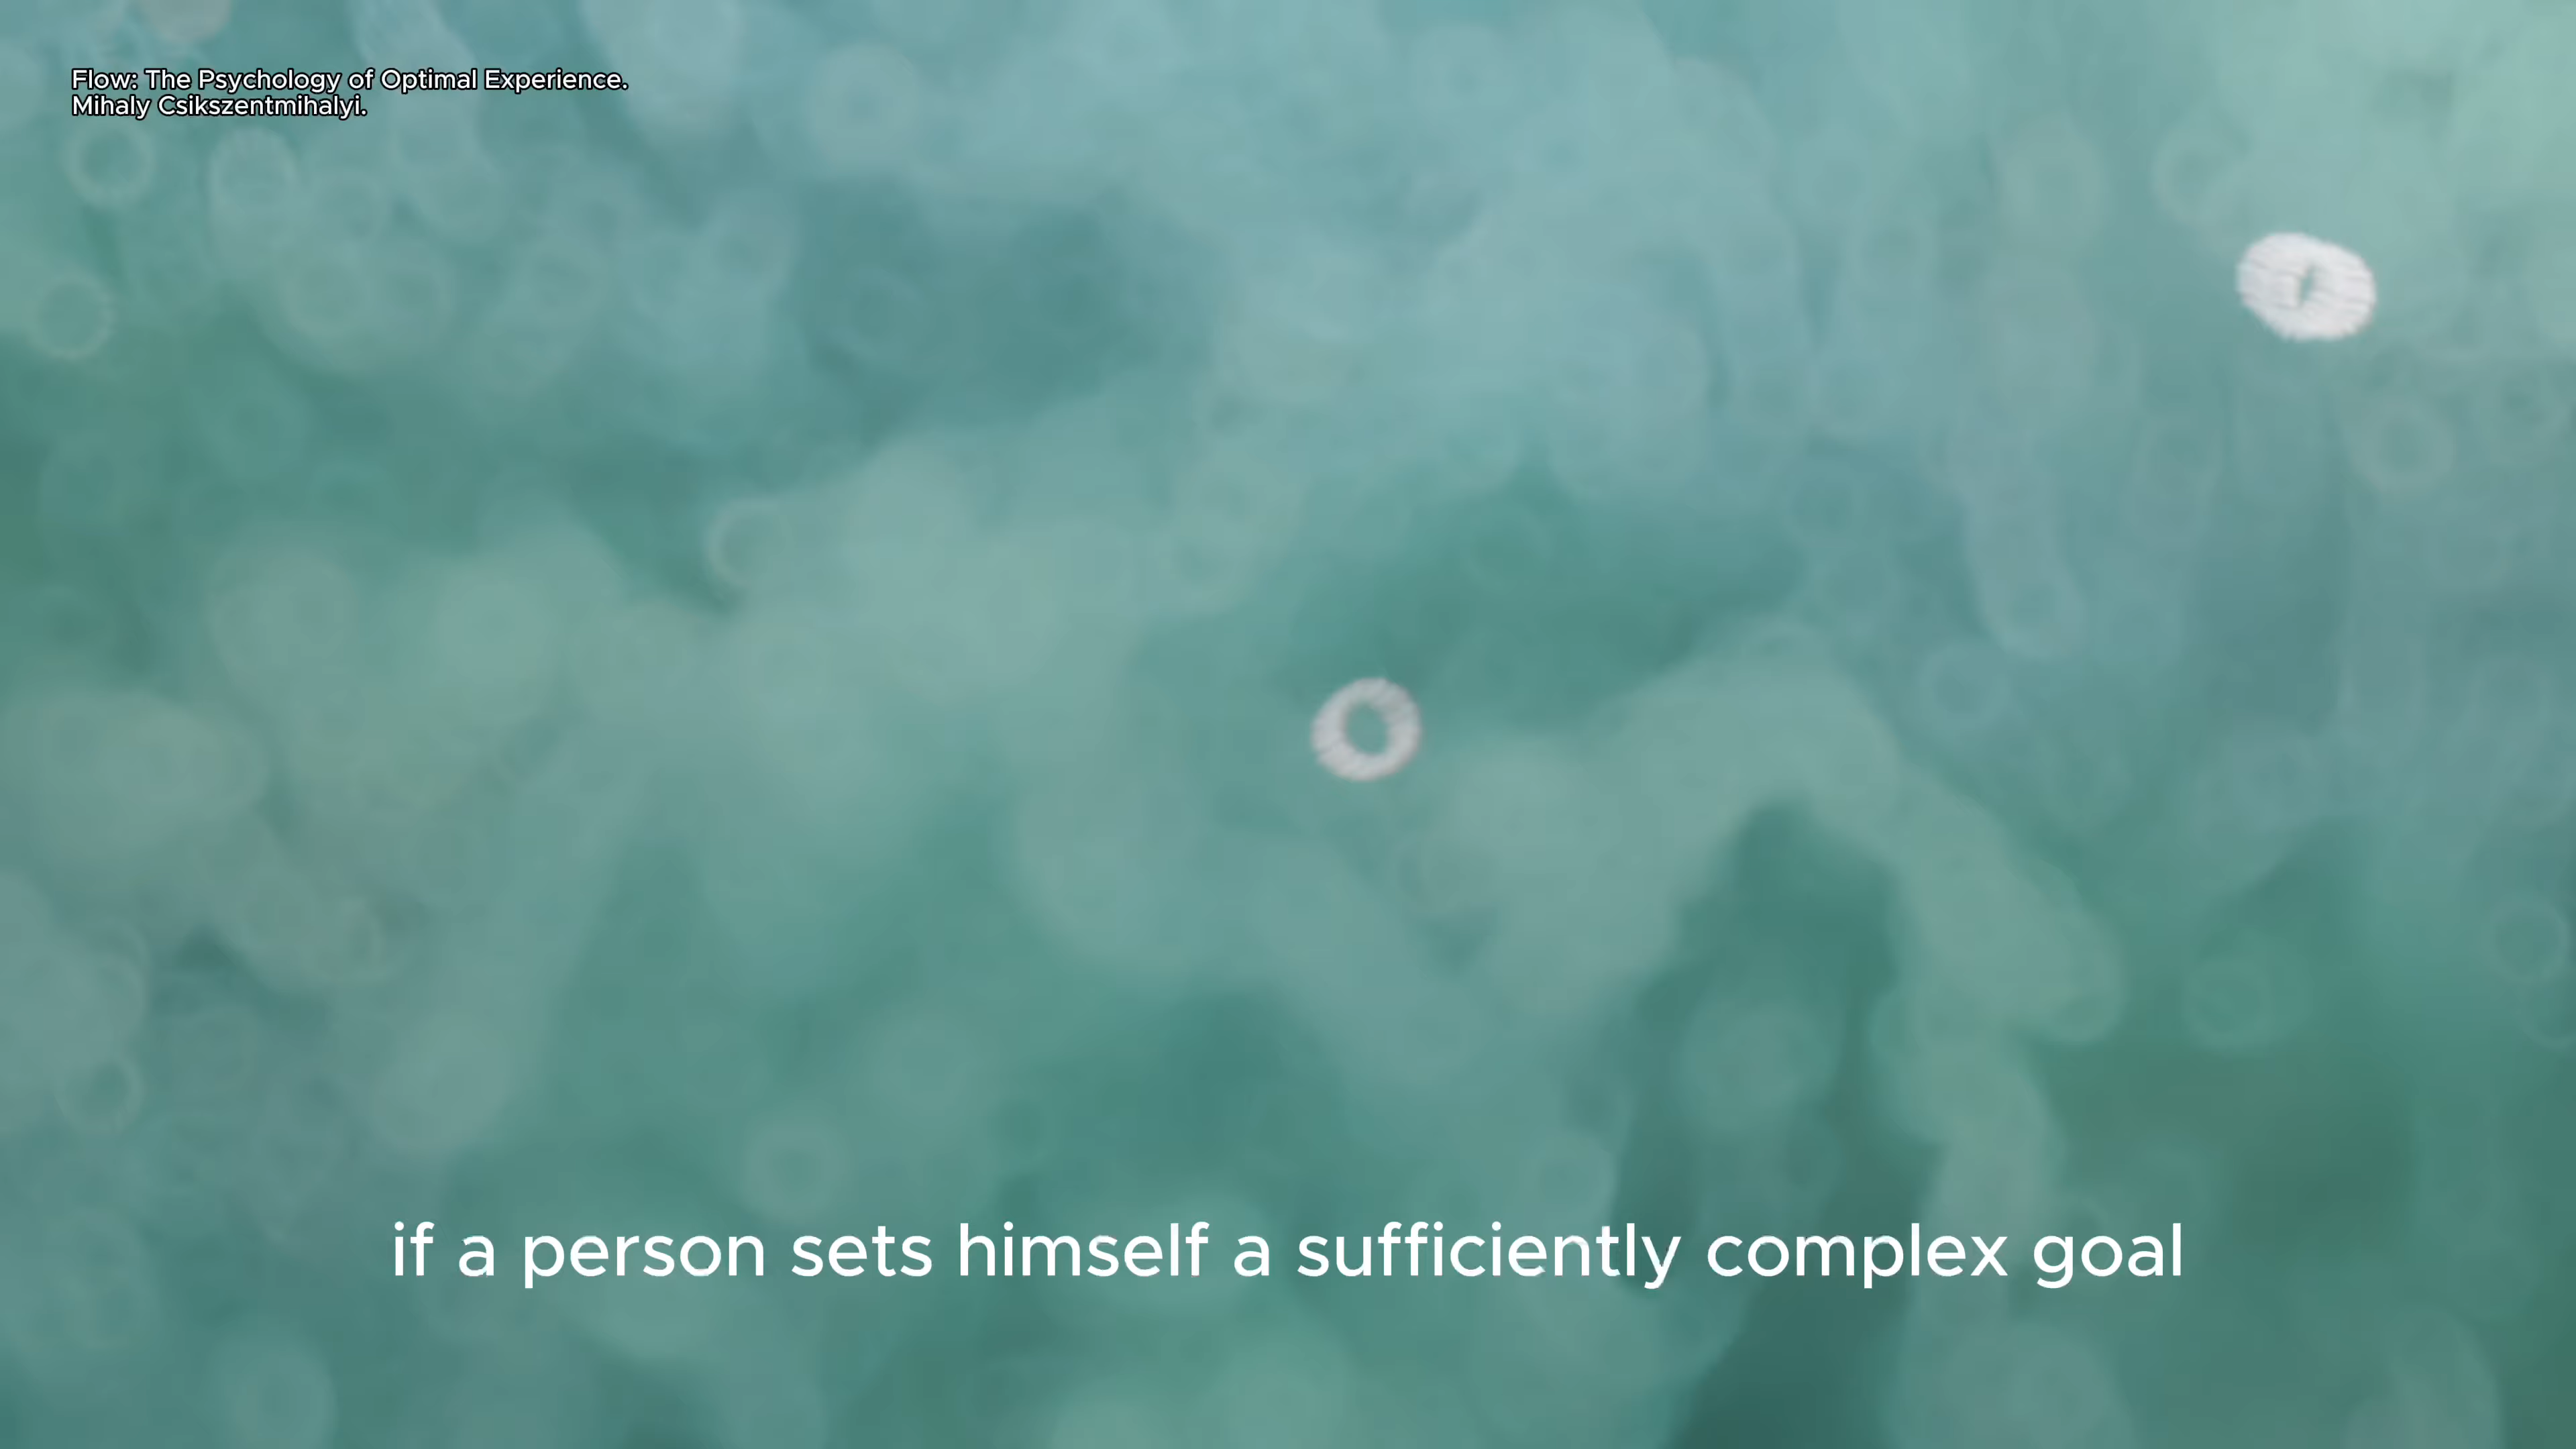 Flow: The Psychology of Optimal Experience.
Mihaly Csikszentmihalyi.
if a person sets himself a sufficiently complex goal